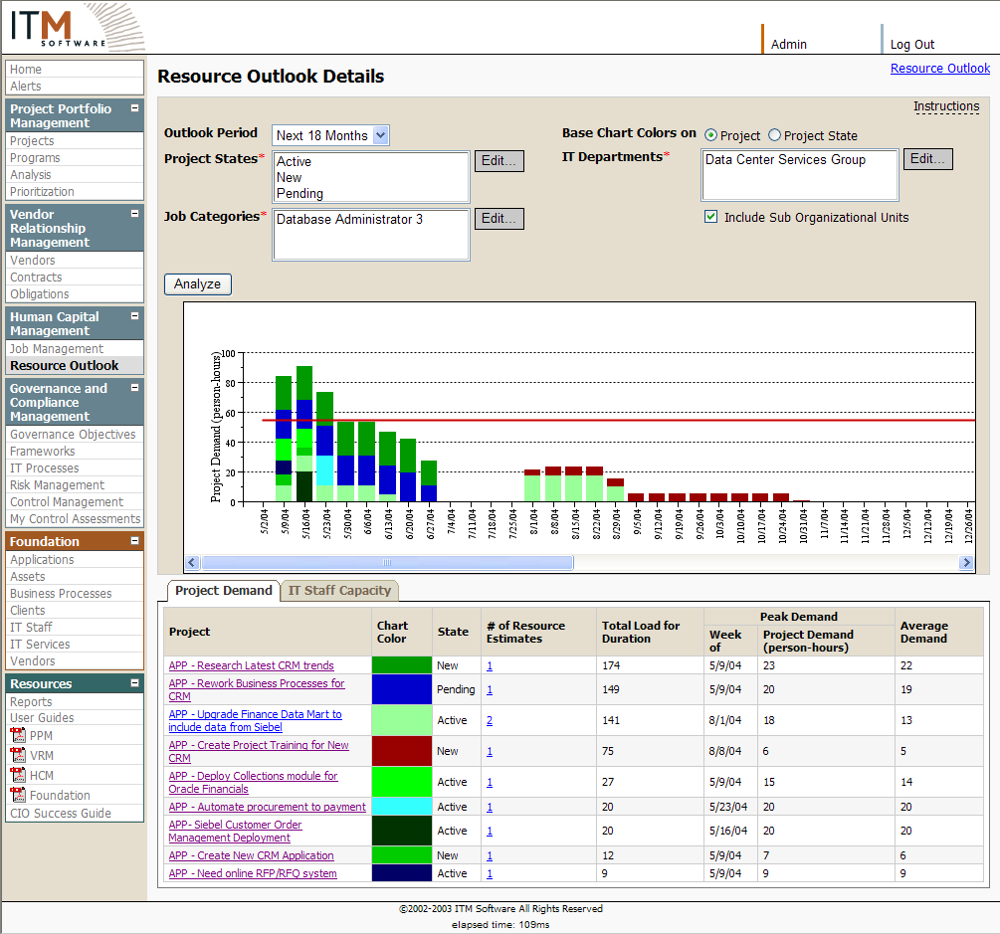 ITM
SOFTWARE
Admin
Log Out
Home
Alerts
Project Portfolio
Management
Projects
Programs
Analysis
Prioritization
Vendor
Relationship
Management
Vendors
Contracts
Obligations
Human Capital
Management
Job Management
Resource Outlook
Governance and
Compliance
Management
Governance Objectives
Frameworks
IT Processes
Risk Management
Control Management
My Control Assessments
Foundation
Applications
Assets
Business Processes
Clients
IT Staff
IT Services
Vendors
Resources
Reports
User Guides
PPM
VRM
HCM
Foundation
CIO Success Guide
Resource Outlook Details
Resource Outlook
Instructions
Outlook Period Next 18 Months
Base Chart Colors on Project Project State
Project States* Active
New
Pending
Edit...
IT Departments* Data Center Services Group
Edit...
Job Categories* Database Administrator 3
Edit...
Include Sub Organizational Units
Analyze
Project Demand (person-hours)
100
80
60
40
20
0
5/2/04 5/9/04 5/16/04 5/23/04 5/30/04 6/6/04 6/13/04 6/20/04 6/27/04 7/4/04 7/11/04 7/18/04 7/25/04 8/1/04 8/8/04 8/15/04 8/22/04 8/29/04 9/5/04 9/12/04 9/19/04 9/26/04 10/3/04 10/10/04 10/17/04 10/24/04 10/31/04 11/7/04 11/14/04 11/21/04 11/28/04 12/5/04 12/12/04 12/19/04 12/26/04
Project Demand IT Staff Capacity
Project
Chart
Color
State
# of Resource
Estimates
Total Load for
Duration
Peak Demand
Week
of
Project Demand
(person-hours)
Average
Demand
APP - Research Latest CRM trends New 1 174 5/9/04 23 22
APP - Rework Business Processes for
CRM Pending 1 149 5/9/04 20 19
APP - Upgrade Finance Data Mart to
include data from Siebel Active 2 141 8/1/04 18 13
APP - Create Project Training for New
CRM New 1 75 8/8/04 6 5
APP - Deploy Collections module for
Oracle Financials Active 1 27 5/9/04 15 14
APP - Automate procurement to payment Active 1 20 5/23/04 20 20
APP- Siebel Customer Order
Management Deployment Active 1 20 5/16/04 20 20
APP - Create New CRM Application New 1 12 5/9/04 7 6
APP - Need online RFP/RFQ system Active 1 9 5/9/04 9 9
©2002-2003 ITM Software All Rights Reserved
elapsed time: 109ms